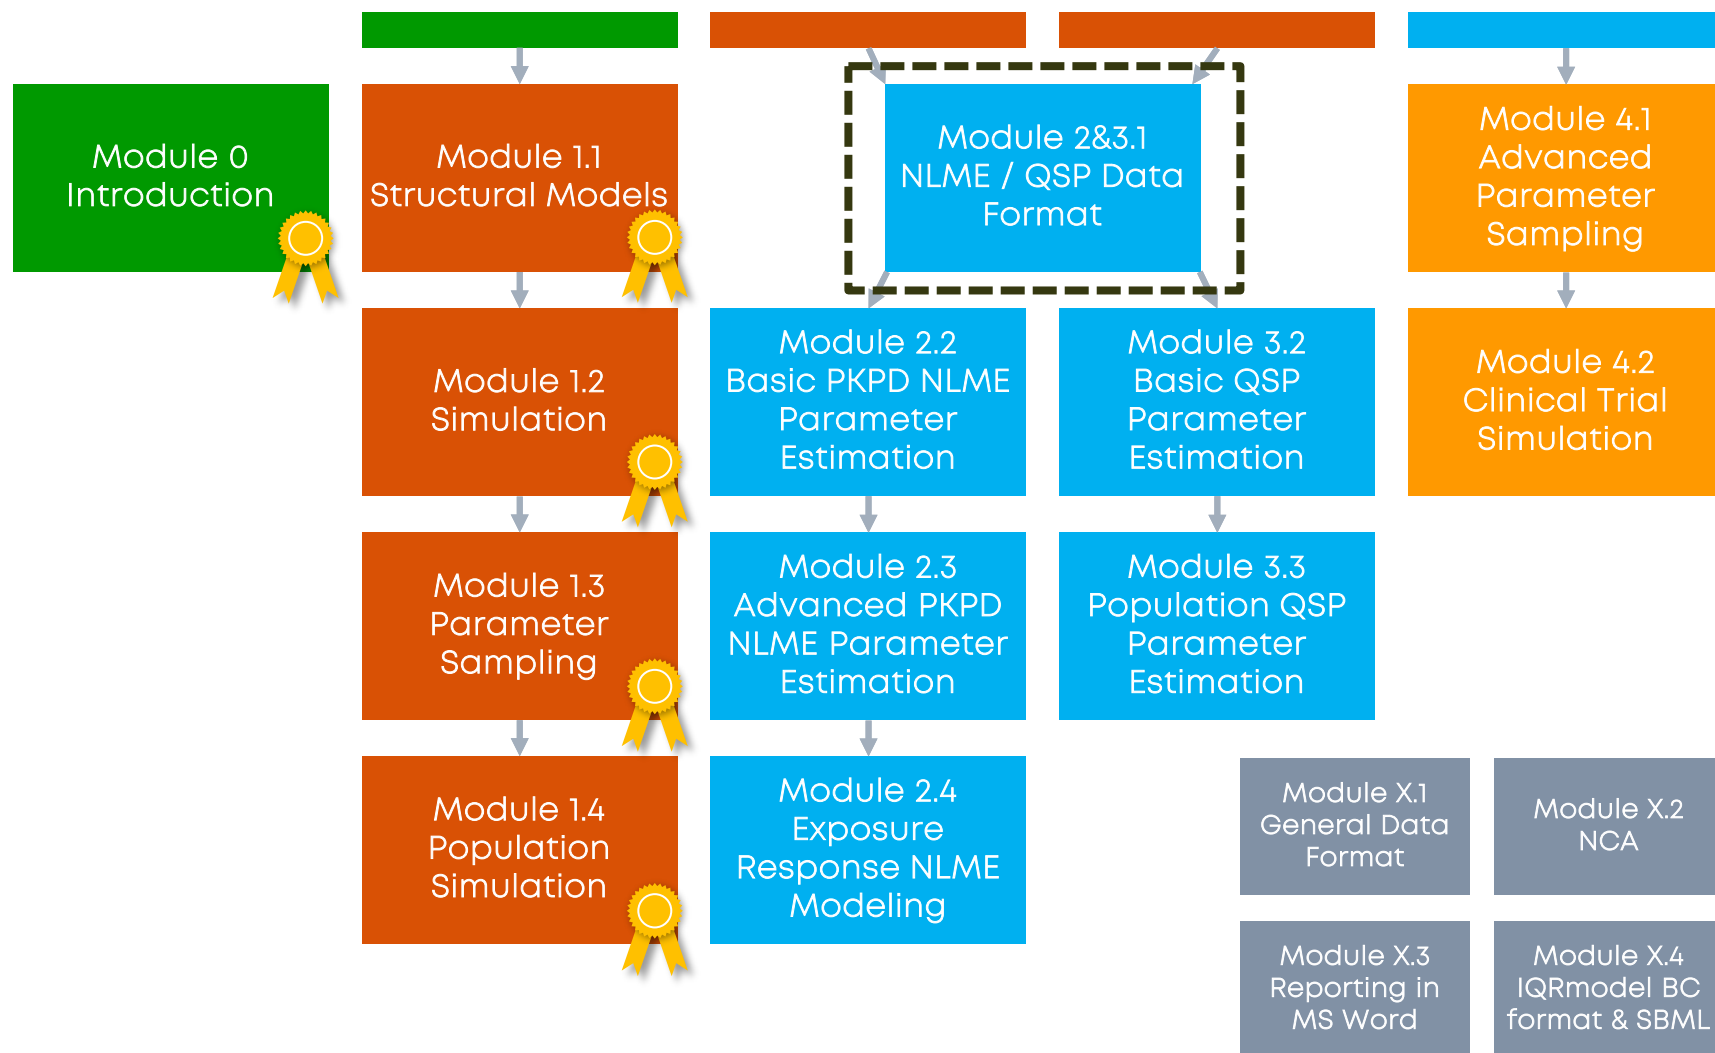 Module 0
Introduction
Module 1.1
Structural Models
Module 1.2
Simulation
Module 1.3
Parameter
Sampling
Module 1.4
Population
Simulation
Module 2&3.1
NLME / QSP Data
Format
Module 2.2
Basic PKPD NLME
Parameter
Estimation
Module 2.3
Advanced PKPD
NLME Parameter
Estimation
Module 2.4
Exposure
Response NLME
Modeling
Module 3.2
Basic QSP
Parameter
Estimation
Module 3.3
Population QSP
Parameter
Estimation
Module 4.1
Advanced
Parameter
Sampling
Module 4.2
Clinical Trial
Simulation
Module X.1
General Data
Format
Module X.2
NCA
Module X.3
Reporting in
MS Word
Module X.4
IQRmodel BC
format & SBML